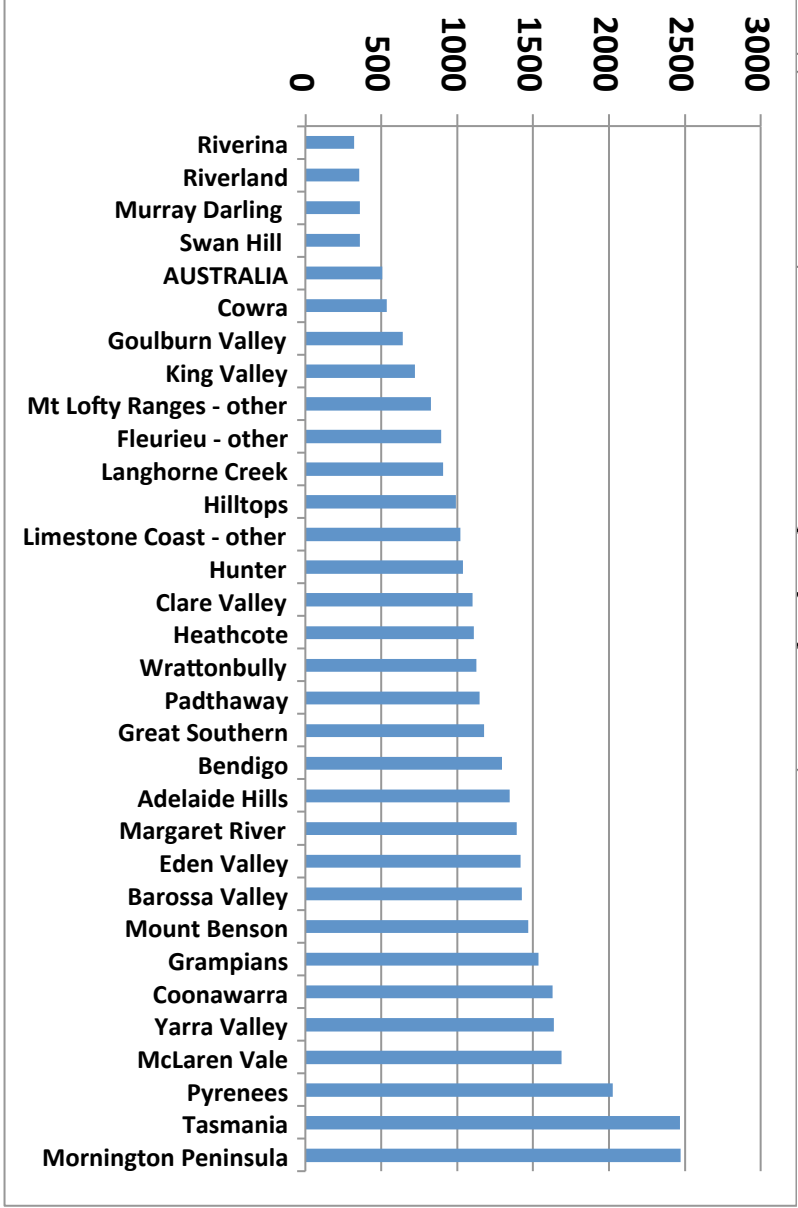 0
500
1000
1500
2000
2500
3000
Riverina
Riverland
Murray Darling
Swan Hill
AUSTRALIA
Cowra
Goulburn Valley
King Valley
Mt Lofty Ranges - other
Fleurieu - other
Langhorne Creek
Hilltops
Limestone Coast - other
Hunter
Clare Valley
Heathcote
Wrattonbully
Padthaway
Great Southern
Bendigo
Adelaide Hills
Margaret River
Eden Valley
Barossa Valley
Mount Benson
Grampians
Coonawarra
Yarra Valley
McLaren Vale
Pyrenees
Tasmania
Mornington Peninsula